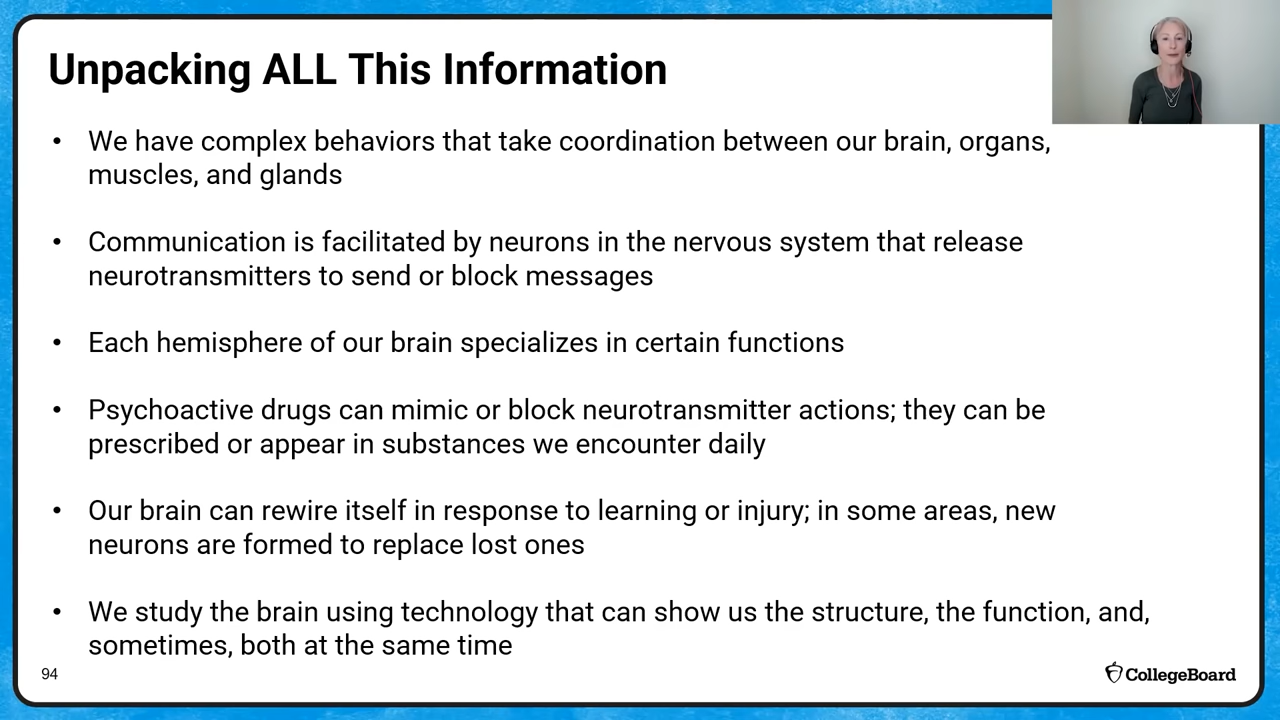 Unpacking ALL This Information
• We have complex behaviors that take coordination between our brain, organs,
muscles, and glands
• Communication is facilitated by neurons in the nervous system that release
neurotransmitters to send or block messages
• Each hemisphere of our brain specializes in certain functions
• Psychoactive drugs can mimic or block neurotransmitter actions; they can be
prescribed or appear in substances we encounter daily
• Our brain can rewire itself in response to learning or injury; in some areas, new
neurons are formed to replace lost ones
• We study the brain using technology that can show us the structure, the function, and,
sometimes, both at the same time
94
CollegeBoard